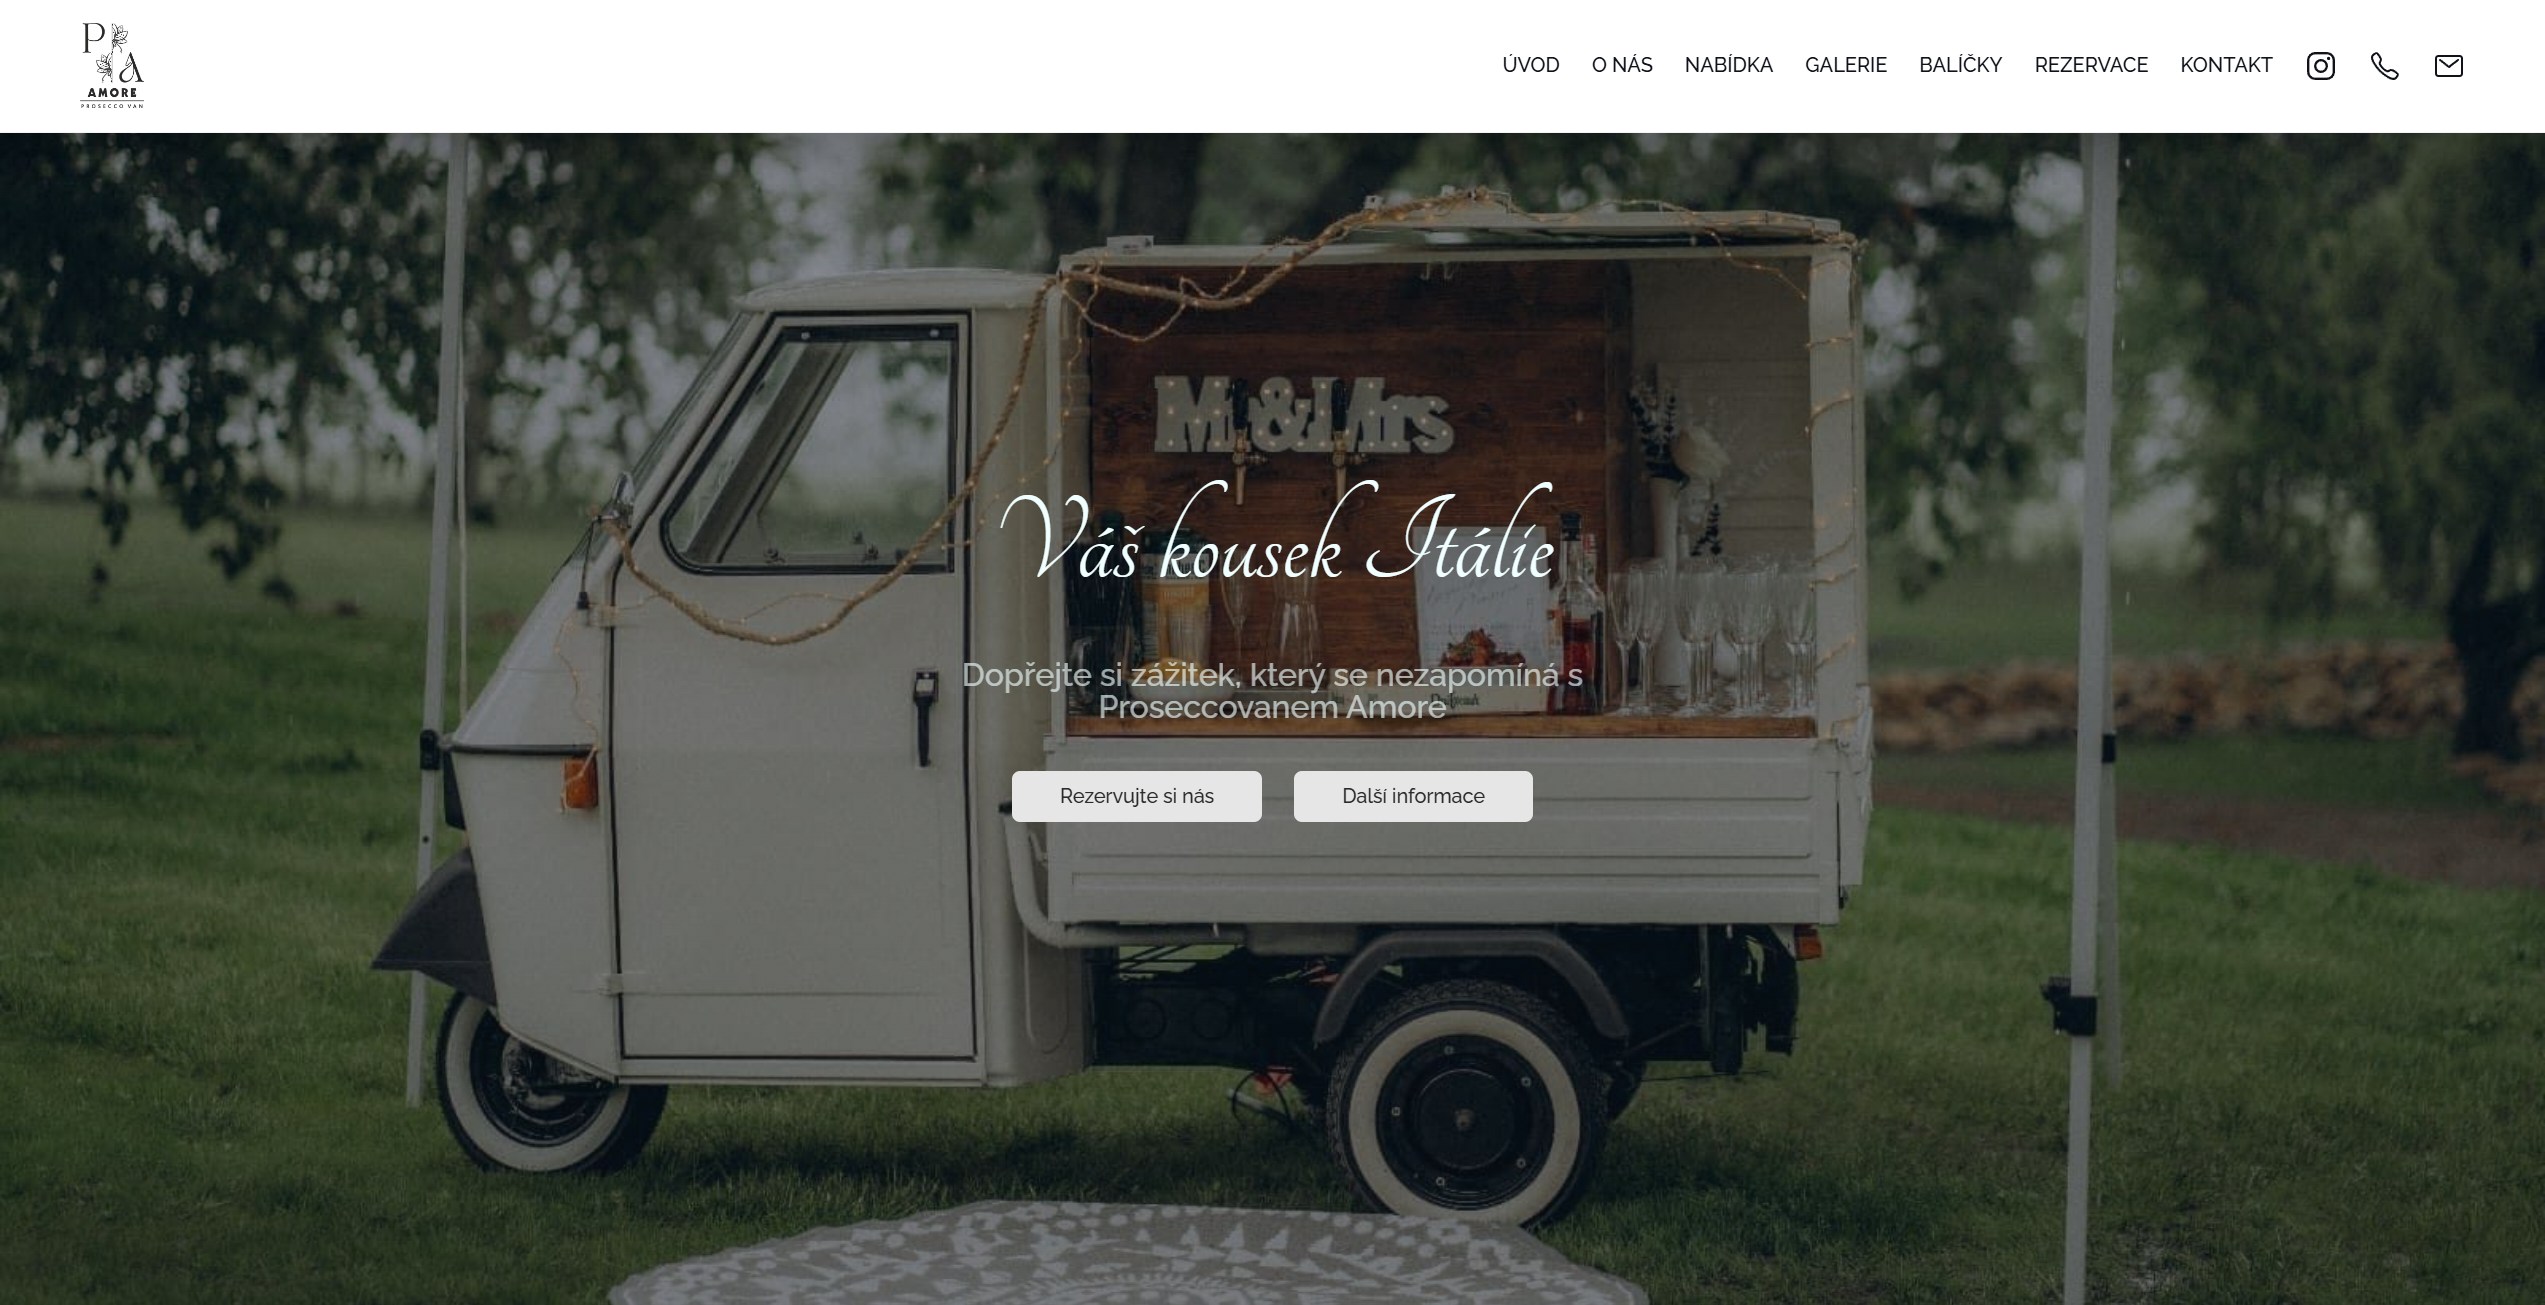 P A
AMORE
PROSECCO VAN
ÚVOD O NÁS NABÍDKA GALERIE BALÍČKY REZERVACE KONTAKT
Mr&Mrs
Váš kousek Itálie
Dopřejte si zážitek, který se nezapomíná s
Proseccovanem Amore
Rezervujte si nás Další informace